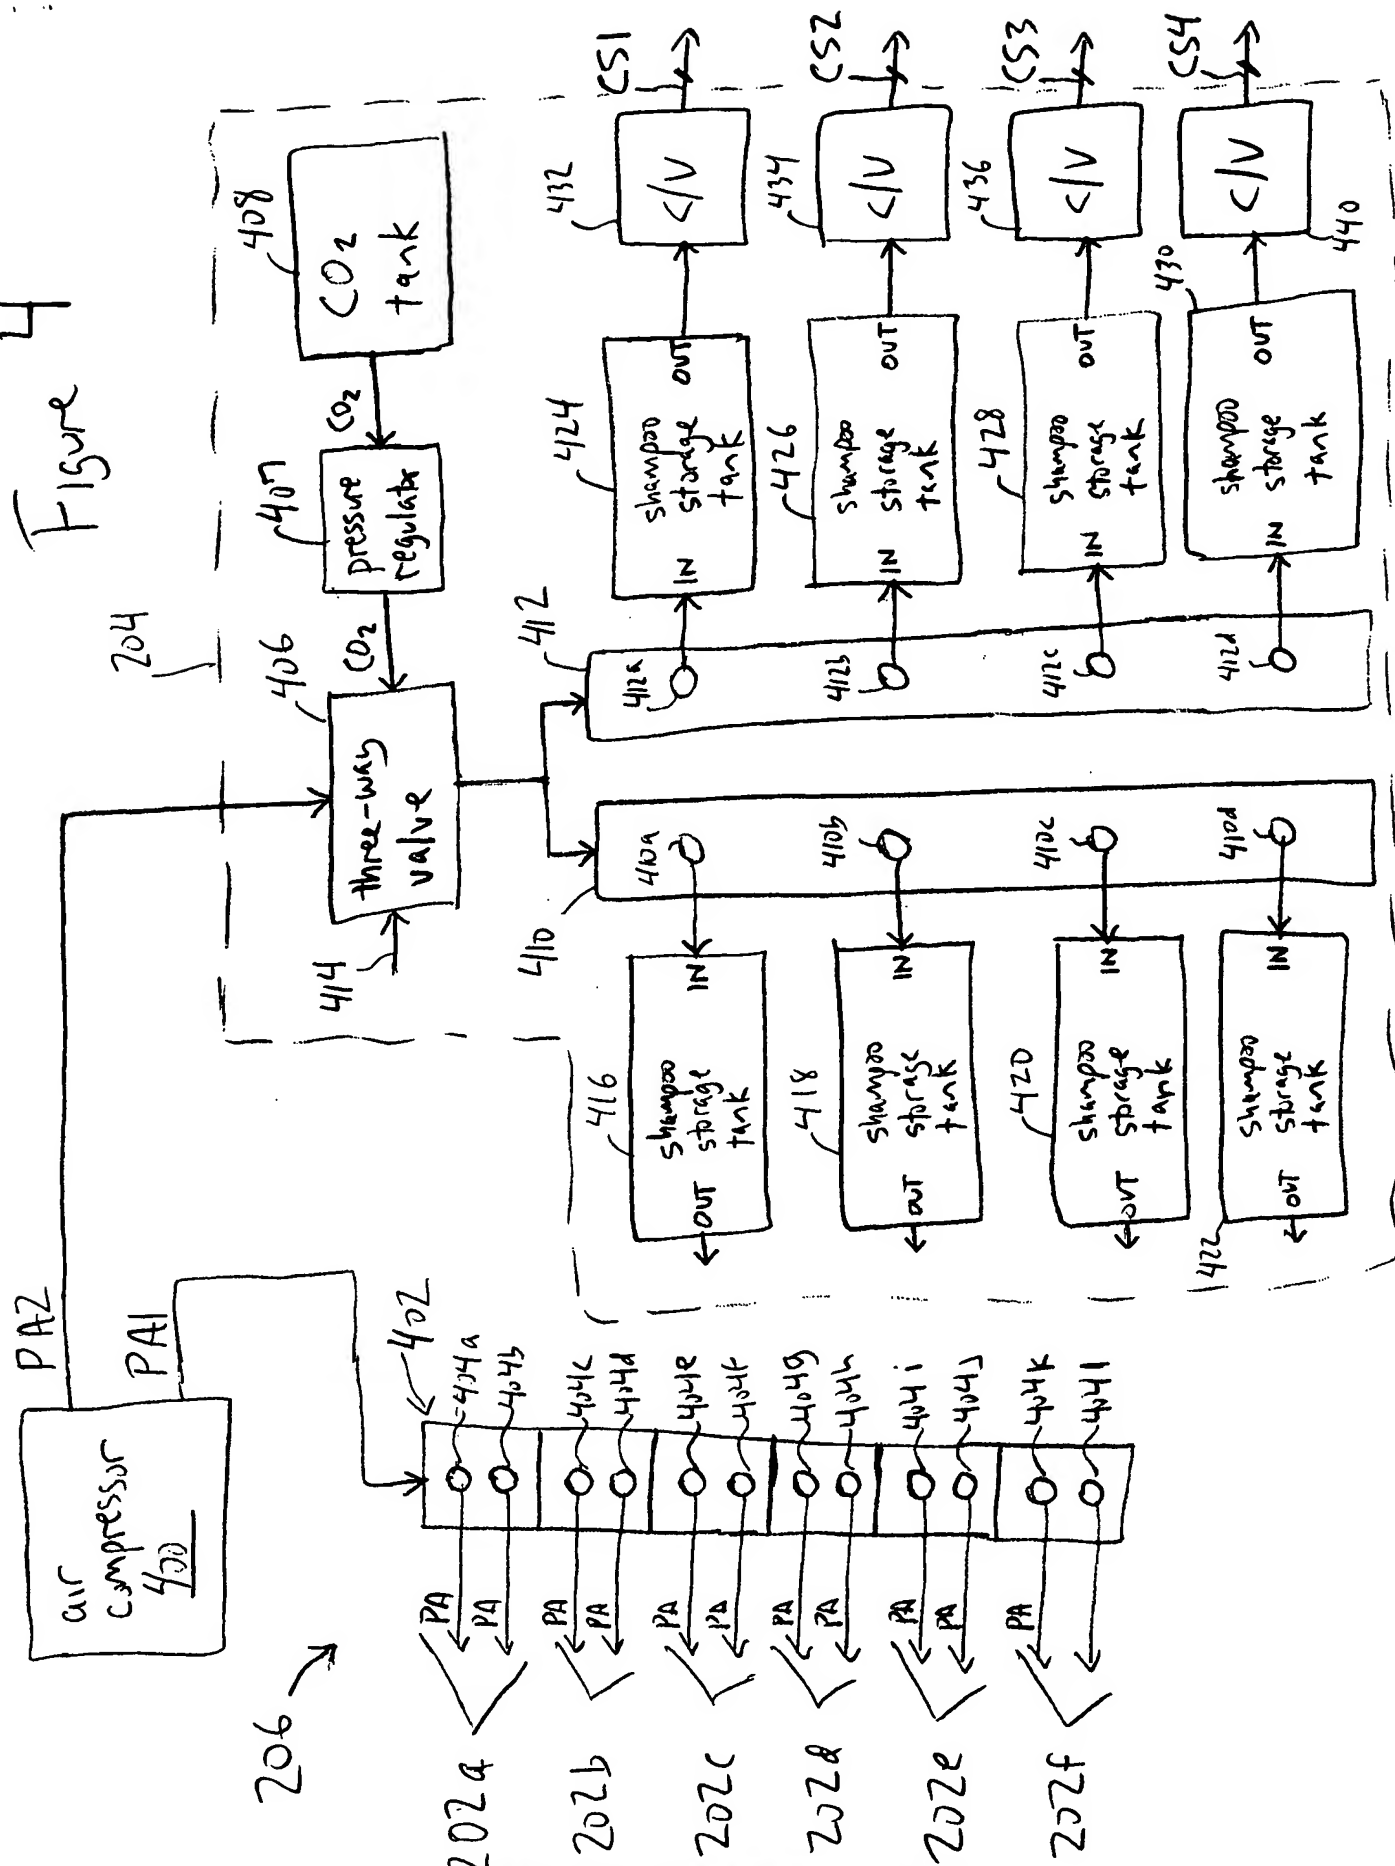 Figure 4
204
408
CO2
tank
CO2
407
pressure
regulator
CO2
406
three-way
valve
414
PA2
PA1
air
compressor
400
206
402
404a
404b
404c
404d
404e
404f
404g
404h
404i
404j
404k
404l
PA
PA
PA
PA
PA
PA
PA
PA
PA
PA
PA
202a
202b
202c
202d
202e
202f
412
412a
412b
412c
412d
410
410a
410b
410c
410d
416
IN
shampoo
storage
tank
OUT
418
IN
shampoo
storage
tank
OUT
420
IN
shampoo
storage
tank
OUT
422
IN
shampoo
storage
tank
OUT
424
IN
shampoo
storage
tank
OUT
426
IN
shampoo
storage
tank
OUT
428
IN
shampoo
storage
tank
OUT
430
IN
shampoo
storage
tank
OUT
432
C/V
CS1
434
C/V
CS2
436
C/V
CS3
440
C/V
CS4